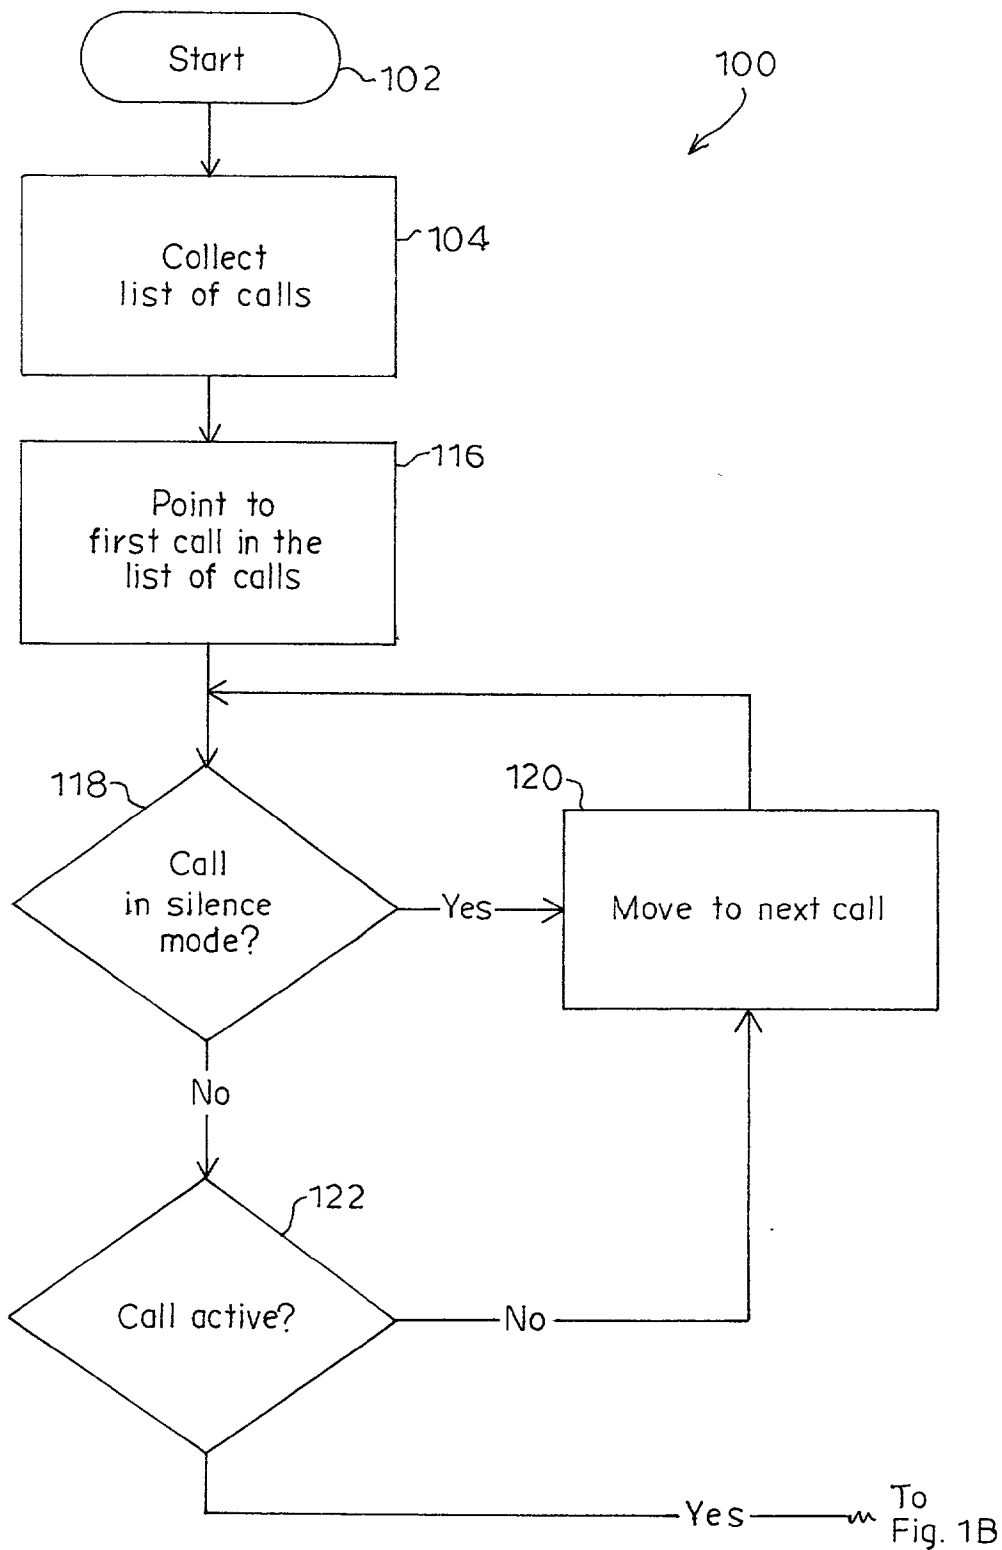 Start
102
100
Collect
list of calls
104
Point to
first call in the
list of calls
116
118
Call
in silence
mode?
Yes
120
Move to next call
No
122
Call active?
No
Yes
To
Fig. 1B